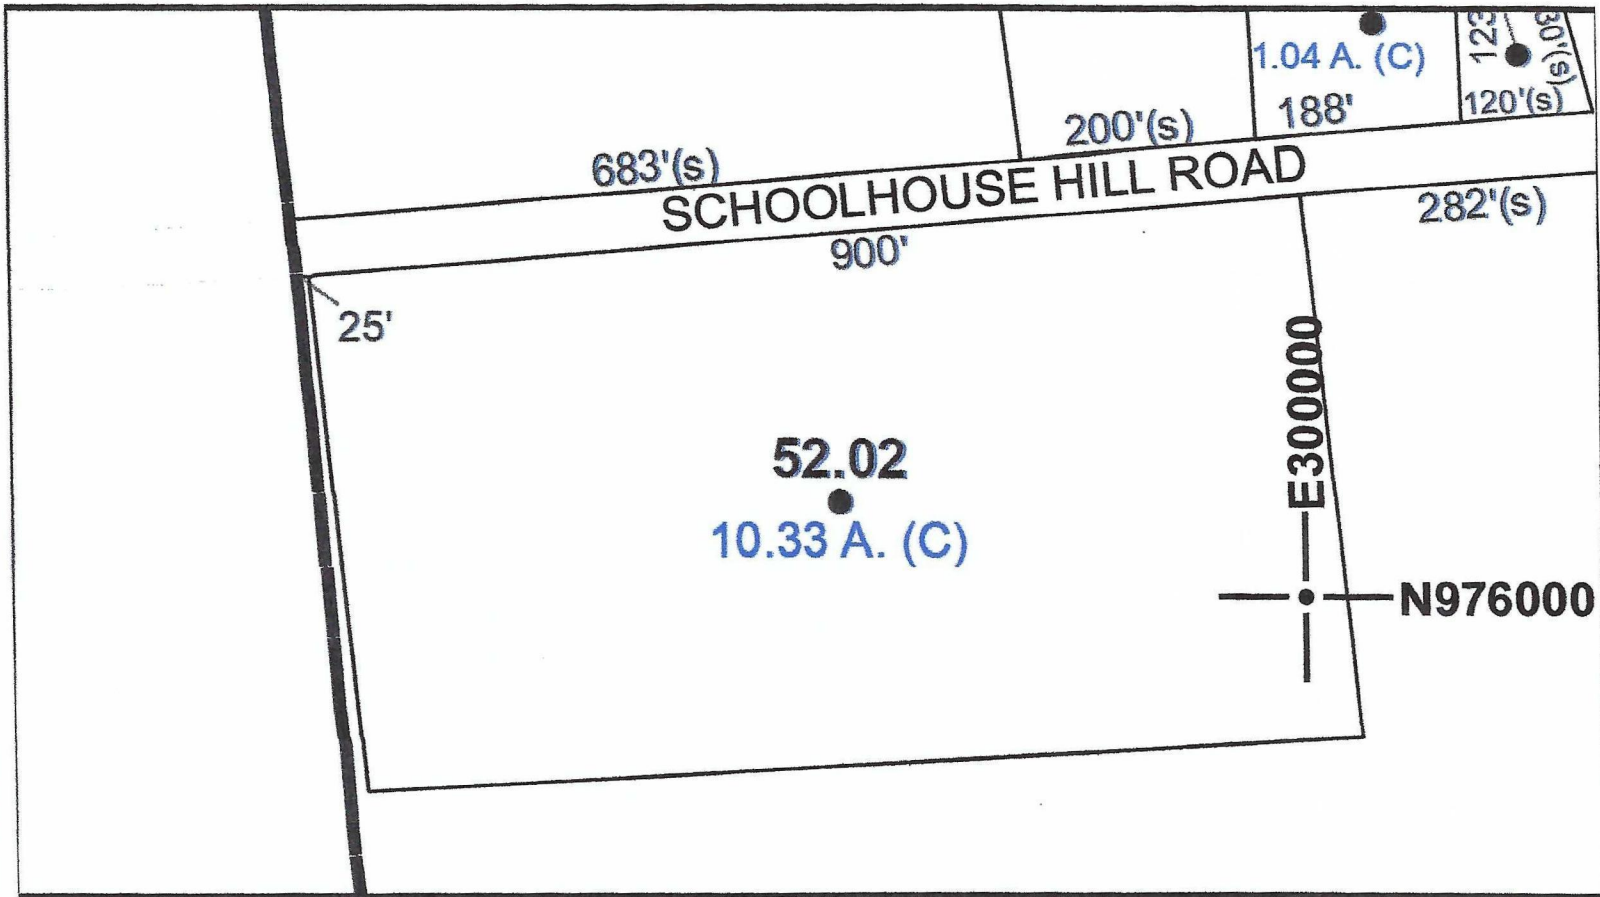 1.04 A. (C)
188'
120'(s)
200'(s)
683'(s)
SCHOOLHOUSE HILL ROAD
282'(s)
900'
25'
E300000
52.02
10.33 A. (C)
N976000